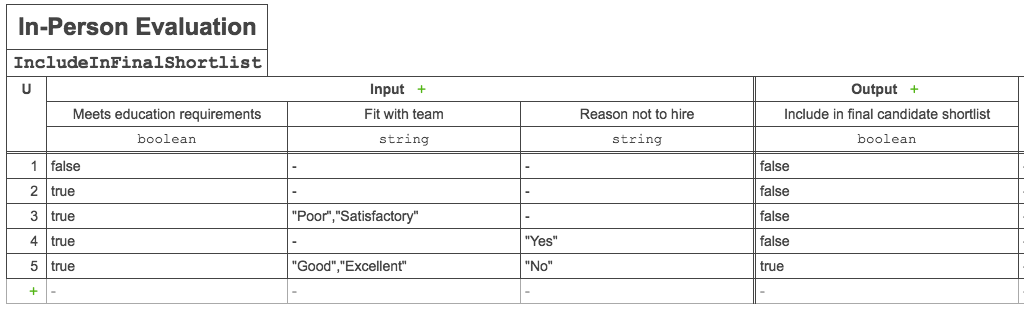 In-Person Evaluation
IncludeInFinalShortlist
U Input + Output +
Meets education requirements Fit with team Reason not to hire Include in final candidate shortlist
boolean string string boolean
1 false - - false
2 true - - false
3 true "Poor","Satisfactory" - false
4 true - "Yes" false
5 true "Good","Excellent" "No" true
+ - - - -